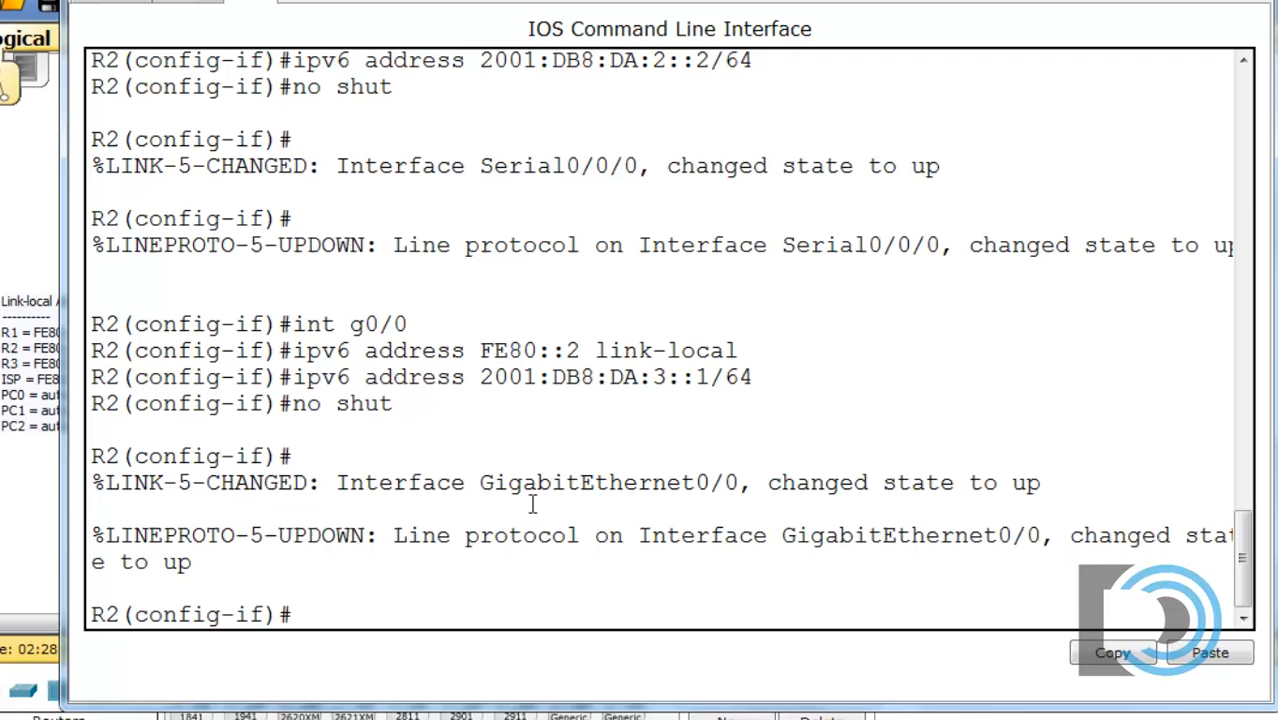 ogical
IOS Command Line Interface
R2(config-if)#ipv6 address 2001:DB8:DA:2::2/64
R2(config-if)#no shut
R2(config-if)#
%LINK-5-CHANGED: Interface Serial0/0/0, changed state to up
R2(config-if)#
%LINEPROTO-5-UPDOWN: Line protocol on Interface Serial0/0/0, changed state to up
R2(config-if)#int g0/0
R2(config-if)#ipv6 address FE80::2 link-local
R2(config-if)#ipv6 address 2001:DB8:DA:3::1/64
R2(config-if)#no shut
R2(config-if)#
%LINK-5-CHANGED: Interface GigabitEthernet0/0, changed state to up
%LINEPROTO-5-UPDOWN: Line protocol on Interface GigabitEthernet0/0, changed stat
e to up
R2(config-if)#
Copy Paste
Link-local
----------
R1 = FE80
R2 = FE80
R3 = FE80
ISP = FE8
PC0 = aut
PC1 = aut
PC2 = aut
e: 02:28
1841 1941 2620XM 2621XM 2811 2901 2911 Generic Generic